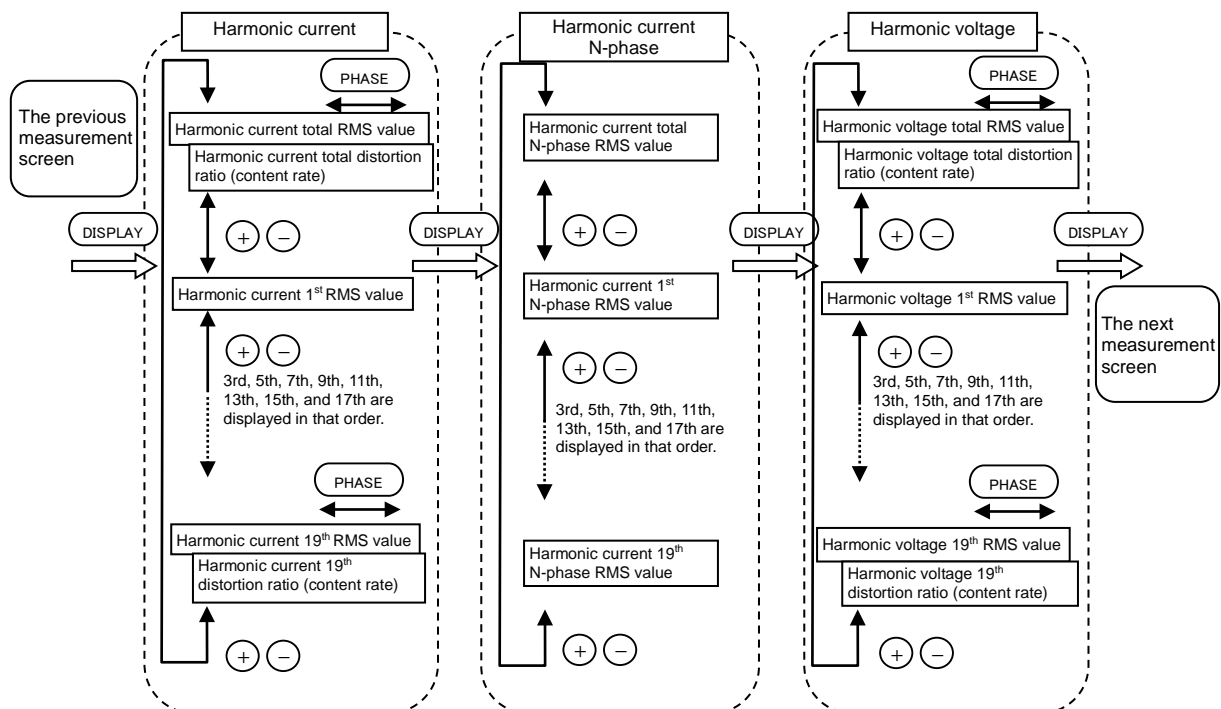 The previous
measurement
screen
DISPLAY
Harmonic current
PHASE
Harmonic current total RMS value
Harmonic current total distortion
ratio (content rate)
+ −
Harmonic current 1st RMS value
+ −
3rd, 5th, 7th, 9th, 11th,
13th, 15th, and 17th are
displayed in that order.
PHASE
Harmonic current 19th RMS value
Harmonic current 19th
distortion ratio (content rate)
+ −
DISPLAY
Harmonic current
N-phase
Harmonic current total
N-phase RMS value
+ −
Harmonic current 1st
N-phase RMS value
+ −
3rd, 5th, 7th, 9th, 11th,
13th, 15th, and 17th are
displayed in that order.
Harmonic current 19th
N-phase RMS value
+ −
DISPLAY
Harmonic voltage
PHASE
Harmonic voltage total RMS value
Harmonic voltage total distortion
ratio (content rate)
+ −
Harmonic voltage 1st RMS value
+ −
3rd, 5th, 7th, 9th, 11th,
13th, 15th, and 17th are
displayed in that order.
PHASE
Harmonic voltage 19th RMS value
Harmonic voltage 19th
distortion ratio (content rate)
+ −
DISPLAY
The next
measurement
screen